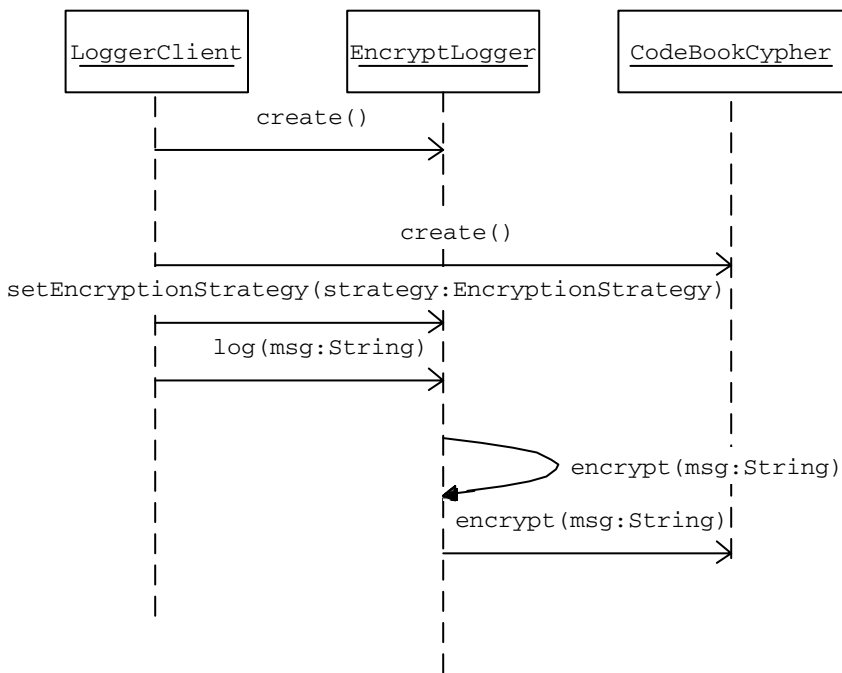 LoggerClient
EncryptLogger
CodeBookCypher
create()
create()
setEncryptionStrategy(strategy:EncryptionStrategy)
log(msg:String)
encrypt(msg:String)
encrypt(msg:String)